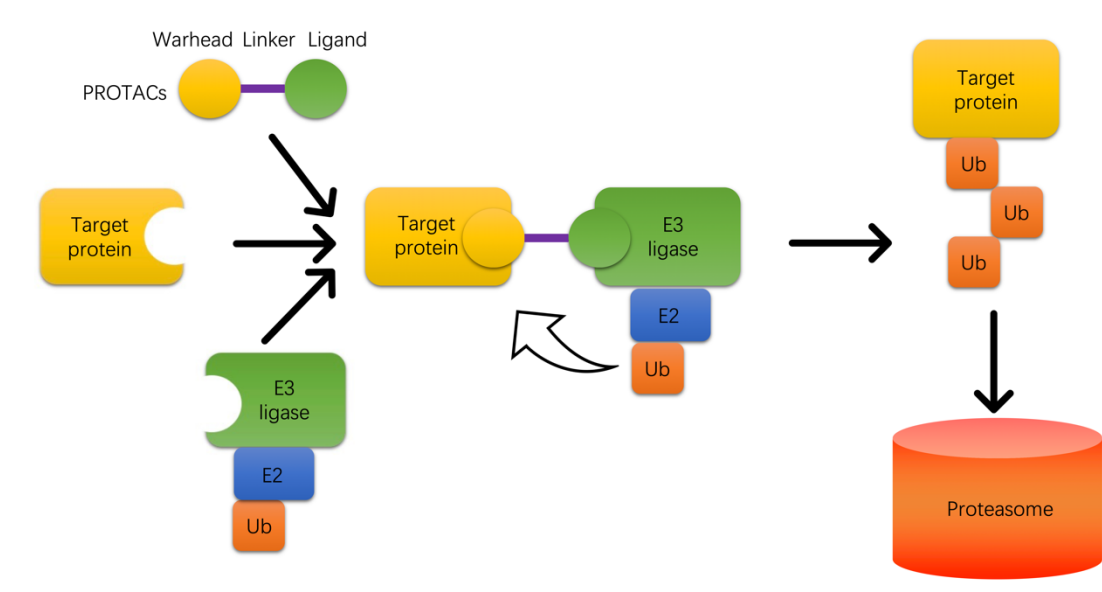 Warhead Linker Ligand
PROTACs
Target
protein
E3
ligase
E2
Ub
Target
protein
E3
ligase
E2
Ub
Target
protein
Ub
Ub
Ub
Proteasome